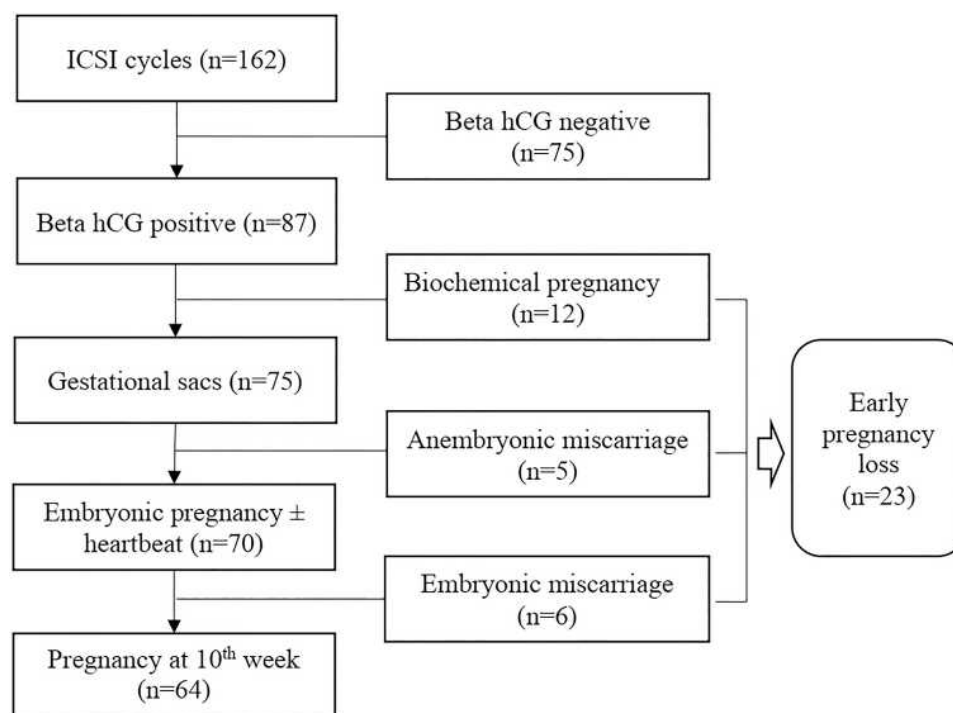 ICSI cycles (n=162)
Beta hCG negative
(n=75)
Beta hCG positive (n=87)
Biochemical pregnancy
(n=12)
Gestational sacs (n=75)
Anembryonic miscarriage
(n=5)
Early
pregnancy
loss
(n=23)
Embryonic pregnancy ±
heartbeat (n=70)
Embryonic miscarriage
(n=6)
Pregnancy at 10th week
(n=64)